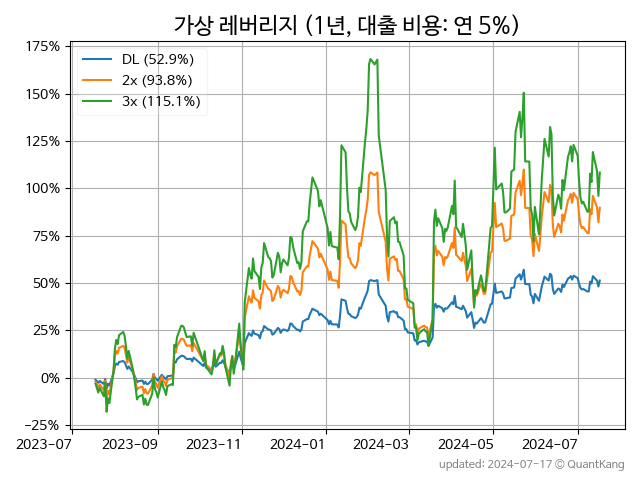 가상 레버리지 (1년, 대출 비용: 연 5%)
175%
150%
125%
100%
75%
50%
25%
0%
−25%
DL (52.9%)
2x (93.8%)
3x (115.1%)
2023-07 2023-09 2023-11 2024-01 2024-03 2024-05 2024-07
updated: 2024-07-17 © QuantKang